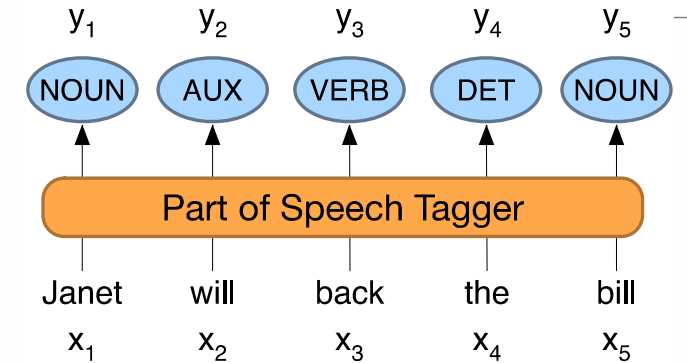 y₁ y₂ y₃ y₄ y₅
NOUN AUX VERB DET NOUN
Part of Speech Tagger
Janet will back the bill
x₁ x₂ x₃ x₄ x₅